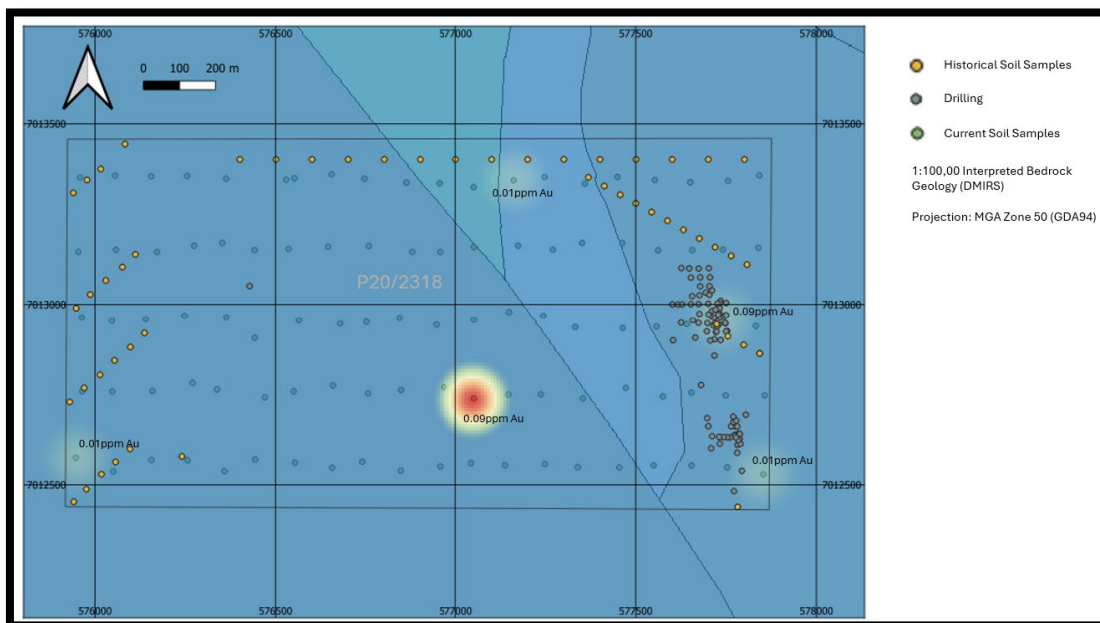 576000
576500
577000
577500
578000
0 100 200 m
7013500
7013500
0.01ppm Au
P20/2318
7013000
7013000
0.09ppm Au
0.09ppm Au
0.01ppm Au
0.01ppm Au
7012500
7012500
576000
576500
577000
577500
578000
Historical Soil Samples
Drilling
Current Soil Samples
1:100,00 Interpreted Bedrock
Geology (DMIRS)
Projection: MGA Zone 50 (GDA94)